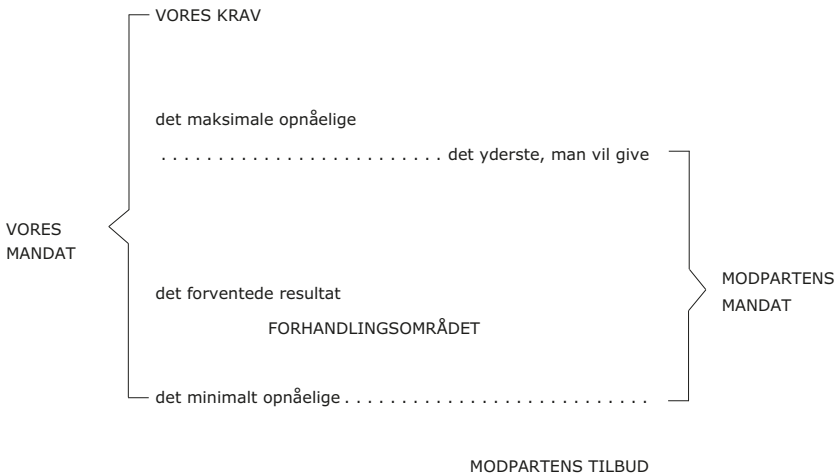 VORES KRAV
det maksimale opnåelige
. . . . . . . . . . . . . . . . . . . . . . . . . det yderste, man vil give
VORES
MANDAT
det forventede resultat
MODPARTENS
MANDAT
FORHANDLINGSOMRÅDET
det minimalt opnåelige . . . . . . . . . . . . . . . . . . . . . . . . . . .
MODPARTENS TILBUD